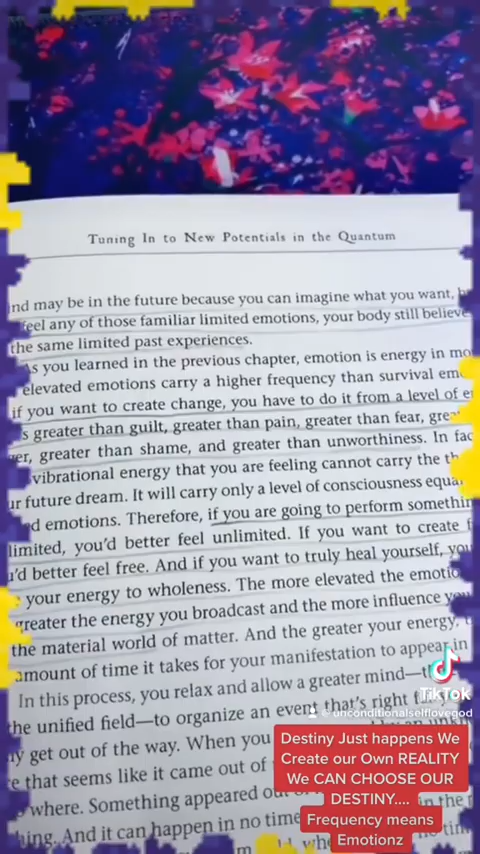 Tuning In to New Potentials in the Quantum
nd may be in the future because you can imagine what you want,
feel any of those familiar limited emotions, your body still believe
the same limited past experiences.
As you learned in the previous chapter, emotion is energy in mo
elevated emotions carry a higher frequency than survival em
if you want to create change, you have to do it from a level of e
s greater than guilt, greater than pain, greater than fear, grea
er, greater than shame, and greater than unworthiness. In fac
vibrational energy that you are feeling cannot carry the th
ur future dream. It will carry only a level of consciousness equa
d emotions. Therefore, if you are going to perform somethin
limited, you'd better feel unlimited. If you want to create f
u'd better feel free. And if you want to truly heal yourself, you
your energy to wholeness. The more elevated the emotio
greater the energy you broadcast and the more influence you
the material world of matter. And the greater your energy,
amount of time it takes for your manifestation to appear in
In this process, you relax and allow a greater mind—
he unified field—to organize an event that's right
y get out of the way. When you
e that seems like it came out of
where. Something appeared ou
hing. And it can happen in no time
TikTok
@unconditionalselflovegod
Destiny Just happens We
Create our Own REALITY
We CAN CHOOSE OUR
DESTINY....
Frequency means
Emotionz